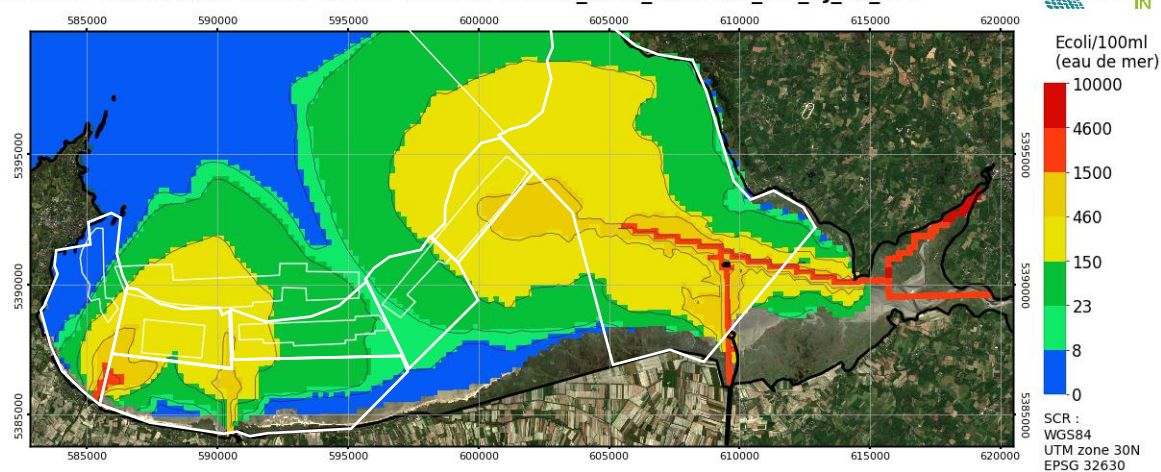 IN
585000 590000 595000 600000 605000 610000 615000 620000
Ecoli/100ml
(eau de mer)
10000
4600
1500
460
150
23
8
0
5395000 5395000
5390000 5390000
5385000 5385000
SCR :
WGS84
UTM zone 30N
EPSG 32630
585000 590000 595000 600000 605000 610000 615000 620000